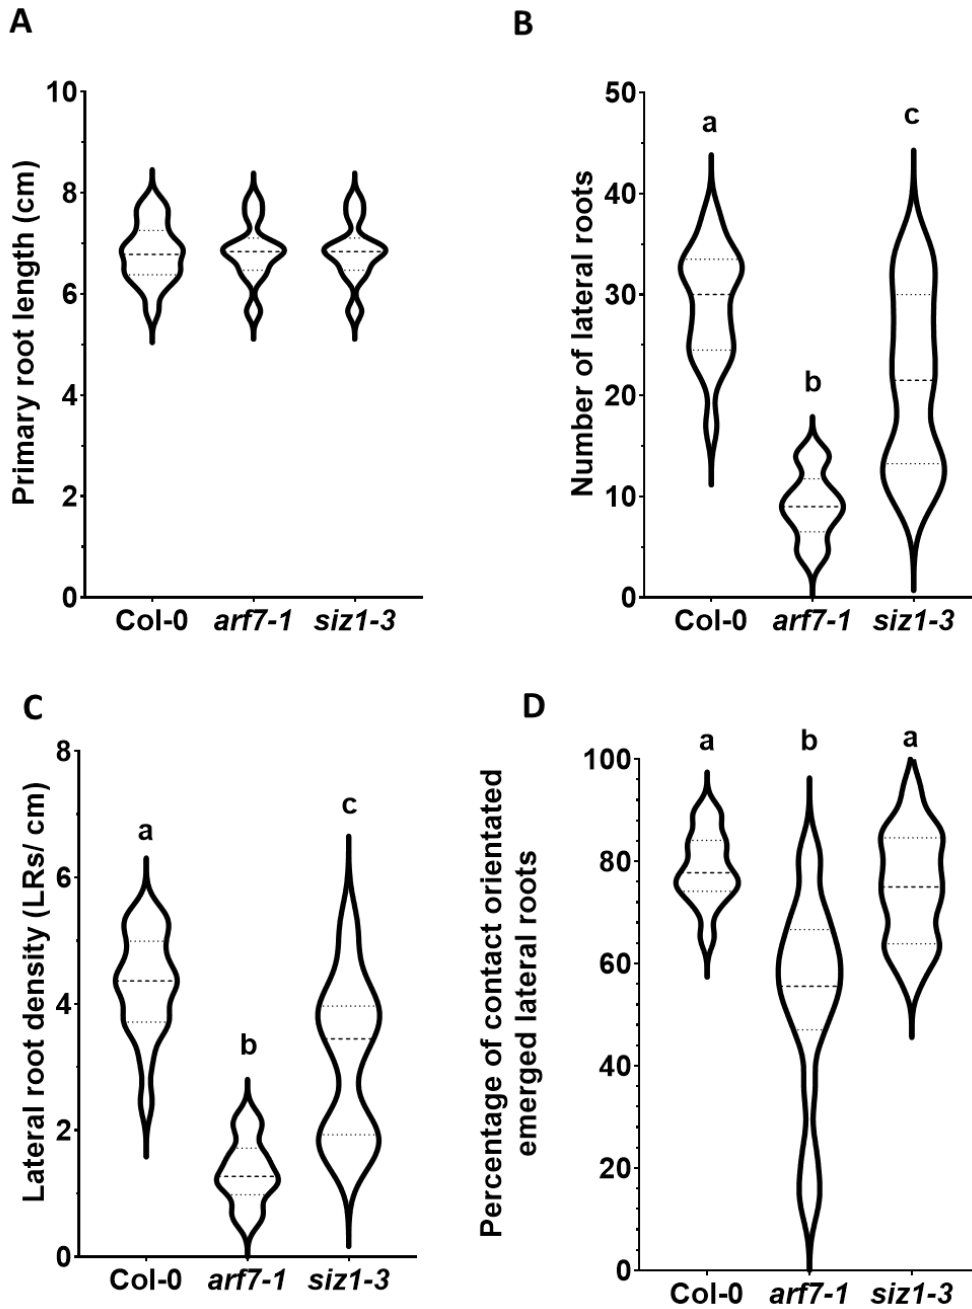 A
Primary root length (cm)
10
8
6
4
2
0
Col-0 arf7-1 siz1-3
B
Number of lateral roots
50
40
30
20
10
0
a
b
c
Col-0 arf7-1 siz1-3
C
Lateral root density (LRs/ cm)
8
6
4
2
0
a
b
c
Col-0 arf7-1 siz1-3
D
Percentage of contact orientated
emerged lateral roots
100
80
60
40
20
0
a
b
a
Col-0 arf7-1 siz1-3